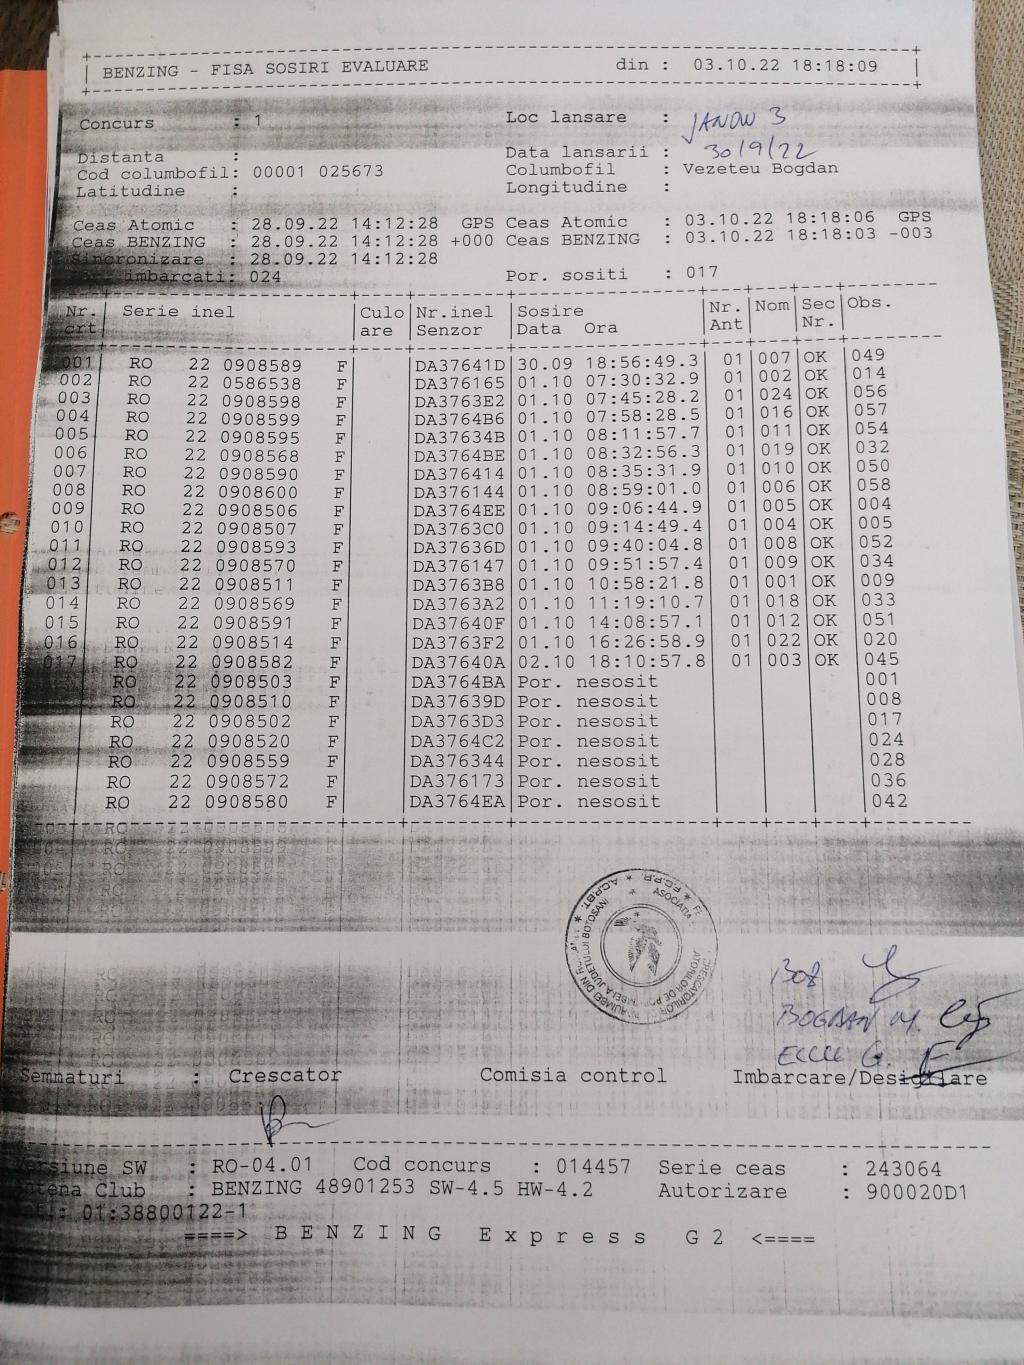 BENZING - FISA SOSIRI EVALUARE din : 03.10.22 18:18:09
Concurs : 1 Loc lansare : JANOW 3
Distanta : Data lansarii : 30/9/22
Cod columbofil: 00001 025673 Columbofil : Vezeteu Bogdan
Latitudine : Longitudine :
Ceas Atomic : 28.09.22 14:12:28 GPS Ceas Atomic : 03.10.22 18:18:06 GPS
Ceas BENZING : 28.09.22 14:12:28 +000 Ceas BENZING : 03.10.22 18:18:03 -003
Sincronizare : 28.09.22 14:12:28
imbarcati: 024 Por. sositi : 017
Nr. Serie inel Culo Nr.inel Sosire Nr. Nom Sec Obs.
crt are Senzor Data Ora Ant Nr.
001 RO 22 0908589 F DA37641D 30.09 18:56:49.3 01 007 OK 049
002 RO 22 0586538 F DA376165 01.10 07:30:32.9 01 002 OK 014
003 RO 22 0908598 F DA3763E2 01.10 07:45:28.2 01 024 OK 056
004 RO 22 0908599 F DA3764B6 01.10 07:58:28.5 01 016 OK 057
005 RO 22 0908595 F DA37634B 01.10 08:11:57.7 01 011 OK 054
006 RO 22 0908568 F DA3764BE 01.10 08:32:56.3 01 019 OK 032
007 RO 22 0908590 F DA376414 01.10 08:35:31.9 01 010 OK 050
008 RO 22 0908600 F DA376144 01.10 08:59:01.0 01 006 OK 058
009 RO 22 0908506 F DA3764EE 01.10 09:06:44.9 01 005 OK 004
010 RO 22 0908507 F DA3763C0 01.10 09:14:49.4 01 004 OK 005
011 RO 22 0908593 F DA37636D 01.10 09:40:04.8 01 008 OK 052
012 RO 22 0908570 F DA376147 01.10 09:51:57.4 01 009 OK 034
013 RO 22 0908511 F DA3763B8 01.10 10:58:21.8 01 001 OK 009
014 RO 22 0908569 F DA3763A2 01.10 11:19:10.7 01 018 OK 033
015 RO 22 0908591 F DA37640F 01.10 14:08:57.1 01 012 OK 051
016 RO 22 0908514 F DA3763F2 01.10 16:26:58.9 01 022 OK 020
017 RO 22 0908582 F DA37640A 02.10 18:10:57.8 01 003 OK 045
RO 22 0908503 F DA3764BA Por. nesosit 001
RO 22 0908510 F DA37639D Por. nesosit 008
RO 22 0908502 F DA3763D3 Por. nesosit 017
RO 22 0908520 F DA3764C2 Por. nesosit 024
RO 22 0908559 F DA376344 Por. nesosit 028
RO 22 0908572 F DA376173 Por. nesosit 036
RO 22 0908580 F DA3764EA Por. nesosit 042
BOGDAN M.
Semnaturi : Crescator Comisia control Imbarcare/Desigilare
Versiune SW : RO-04.01 Cod concurs : 014457 Serie ceas : 243064
Antena Club : BENZING 48901253 SW-4.5 HW-4.2 Autorizare : 900020D1
01:38800122-1
====> BENZING Express G2 <====